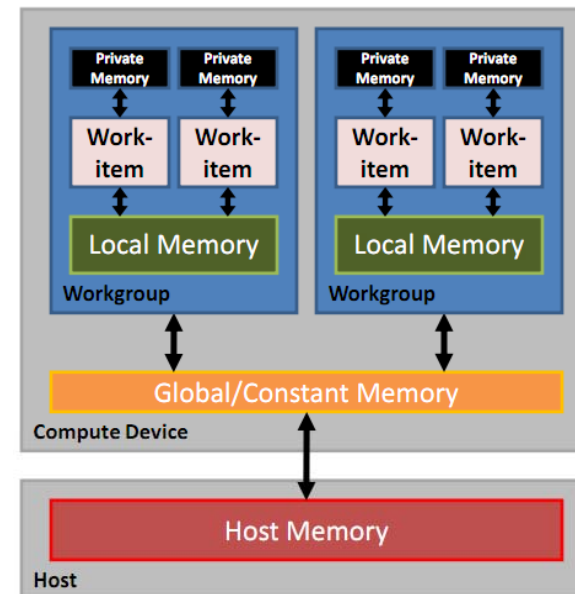 Private
Memory
Private
Memory
Private
Memory
Private
Memory
Work-
item
Work-
item
Work-
item
Work-
item
Local Memory
Local Memory
Workgroup
Workgroup
Global/Constant Memory
Compute Device
Host Memory
Host